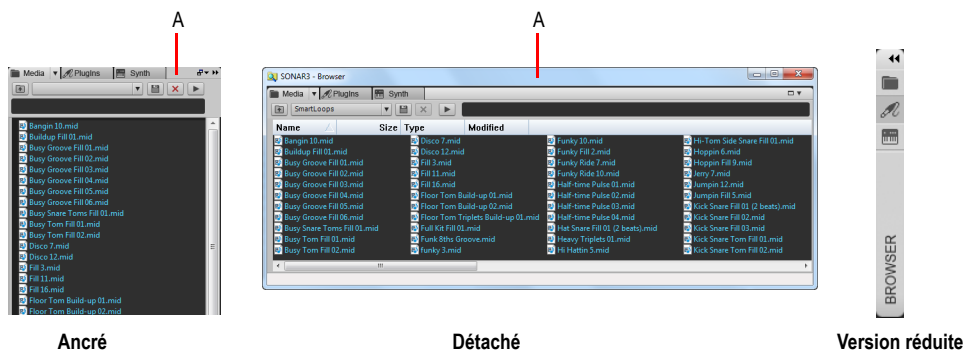 A
A
Media
PlugIns
Synth
Bangin 10.mid
Buildup Fill 01.mid
Busy Groove Fill 01.mid
Busy Groove Fill 02.mid
Busy Groove Fill 03.mid
Busy Groove Fill 04.mid
Busy Groove Fill 05.mid
Busy Groove Fill 06.mid
Busy Snare Toms Fill 01.mid
Busy Tom Fill 01.mid
Busy Tom Fill 02.mid
Disco 7.mid
Disco 12.mid
Fill 3.mid
Fill 11.mid
Fill 16.mid
Floor Tom Build-up 01.mid
Floor Tom Build-up 02.mid
SONAR3 - Browser
Media
PlugIns
Synth
SmartLoops
Name Size Type Modified
Bangin 10.mid
Buildup Fill 01.mid
Busy Groove Fill 01.mid
Busy Groove Fill 02.mid
Busy Groove Fill 03.mid
Busy Groove Fill 04.mid
Busy Groove Fill 05.mid
Busy Groove Fill 06.mid
Busy Snare Toms Fill 01.mid
Busy Tom Fill 01.mid
Busy Tom Fill 02.mid
Disco 7.mid
Disco 12.mid
Fill 3.mid
Fill 11.mid
Fill 16.mid
Floor Tom Build-up 01.mid
Floor Tom Build-up 02.mid
Floor Tom Triplets Build-up 01.mid
Full Kit Fill 01.mid
Funk 8ths Groove.mid
funky 3.mid
Funky 10.mid
Funky Fill 2.mid
Funky Ride 7.mid
Funky Ride 10.mid
Half-time Pulse 01.mid
Half-time Pulse 02.mid
Half-time Pulse 03.mid
Half-time Pulse 04.mid
Hat Snare Fill 01 (2 beats).mid
Heavy Triplets 01.mid
Hi Hattin 5.mid
Hi-Tom Side Snare Fill 01.mid
Hoppin 6.mid
Hoppin Fill 9.mid
Jerry 7.mid
Jumpin 12.mid
Jumpin Fill 5.mid
Kick Snare Fill 01 (2 beats).mid
Kick Snare Fill 02.mid
Kick Snare Fill 03.mid
Kick Snare Tom Fill 01.mid
Kick Snare Tom Fill 02.mid
BROWSER
Ancré
Détaché
Version réduite